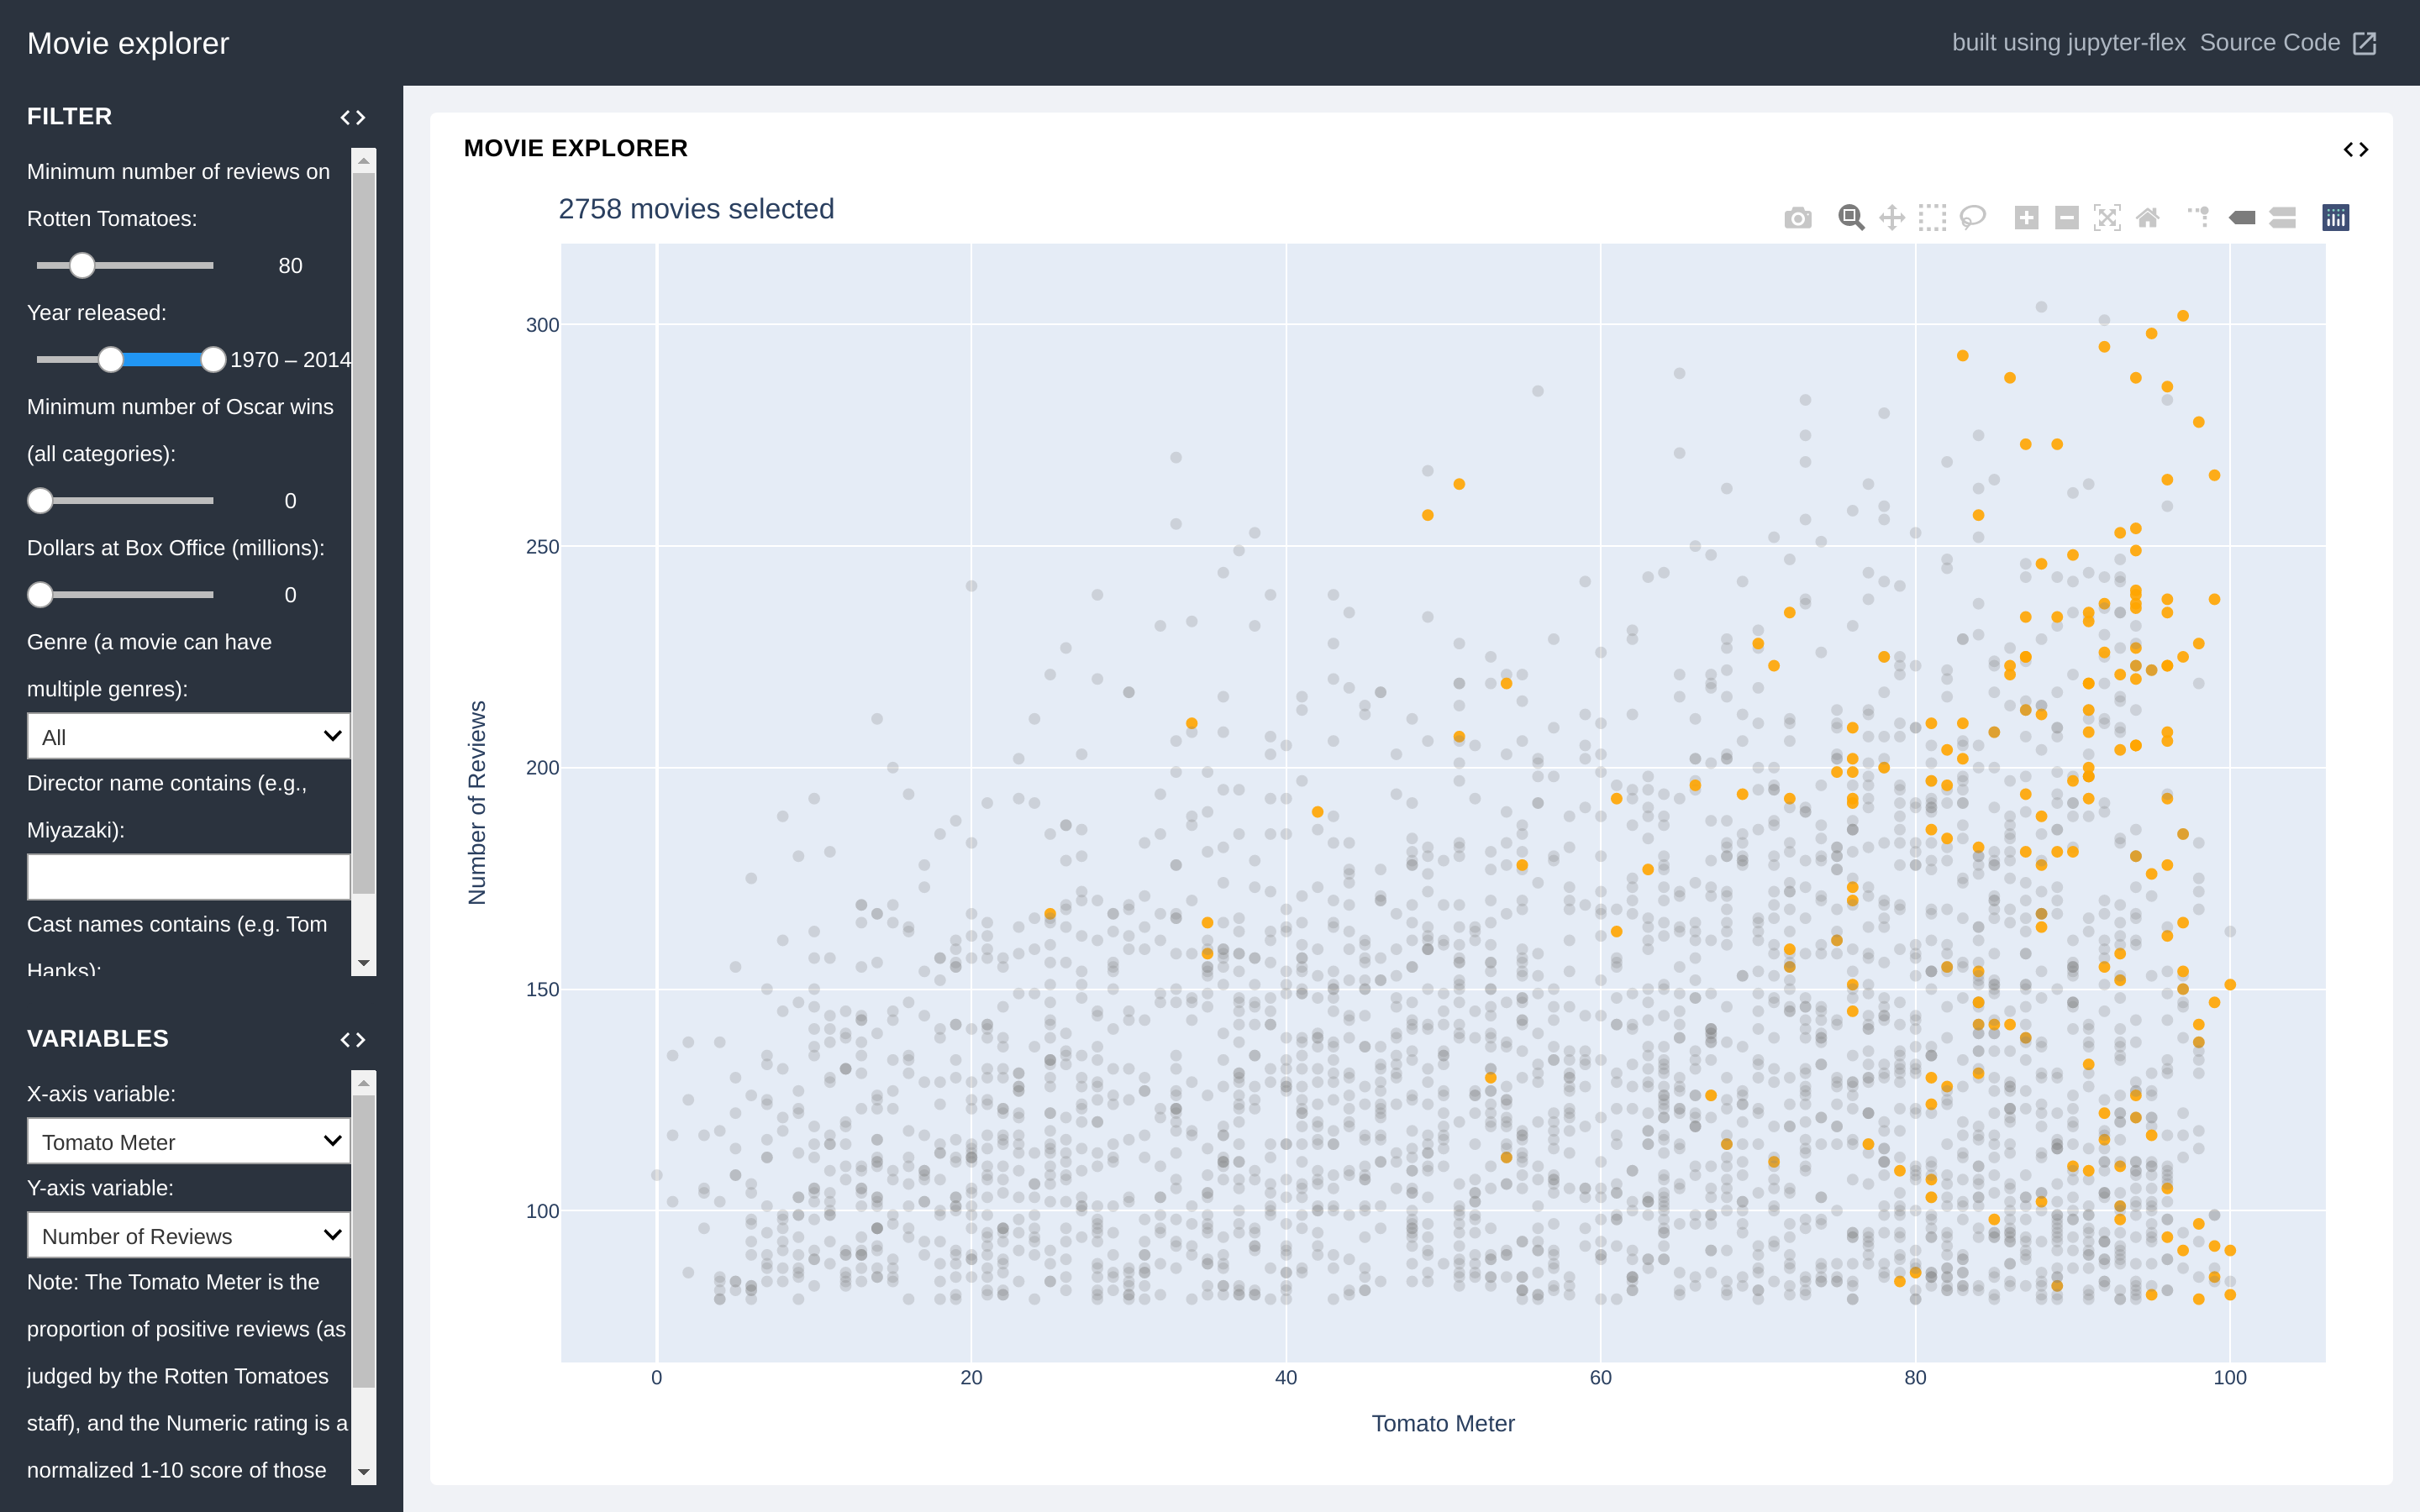 Movie explorer
built using jupyter-flex Source Code
FILTER
Minimum number of reviews on
Rotten Tomatoes:
80
Year released:
1970 – 2014
Minimum number of Oscar wins
(all categories):
0
Dollars at Box Office (millions):
0
Genre (a movie can have
multiple genres):
All
Director name contains (e.g.,
Miyazaki):
Cast names contains (e.g. Tom
Hanks):
VARIABLES
X-axis variable:
Tomato Meter
Y-axis variable:
Number of Reviews
Note: The Tomato Meter is the
proportion of positive reviews (as
judged by the Rotten Tomatoes
staff), and the Numeric rating is a
normalized 1-10 score of those
MOVIE EXPLORER
2758 movies selected
300
250
200
150
100
Number of Reviews
0 20 40 60 80 100
Tomato Meter